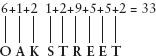 6+1+2 1+2+9+5+5+2 = 33
OAK STREET